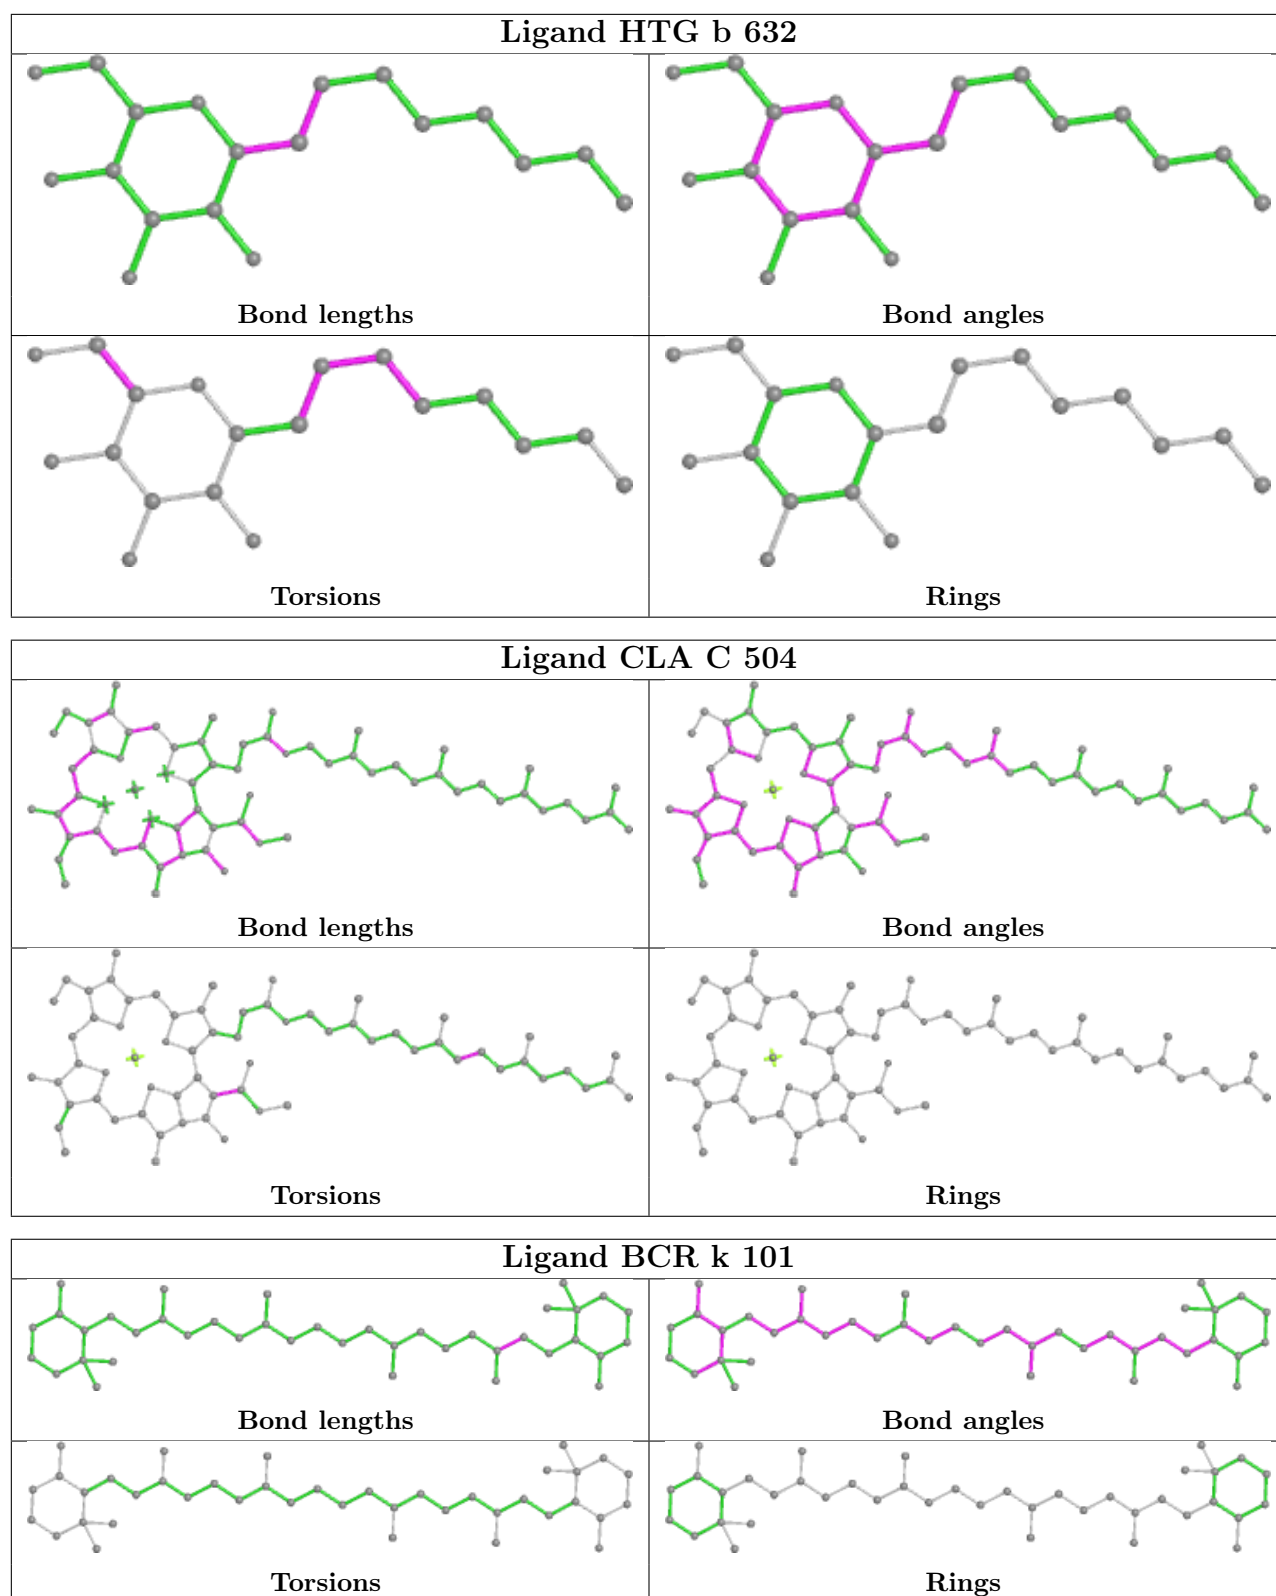 Ligand HTG b 632
Bond lengths
Bond angles
Torsions
Rings
Ligand CLA C 504
Bond lengths
Bond angles
Torsions
Rings
Ligand BCR k 101
Bond lengths
Bond angles
Torsions
Rings